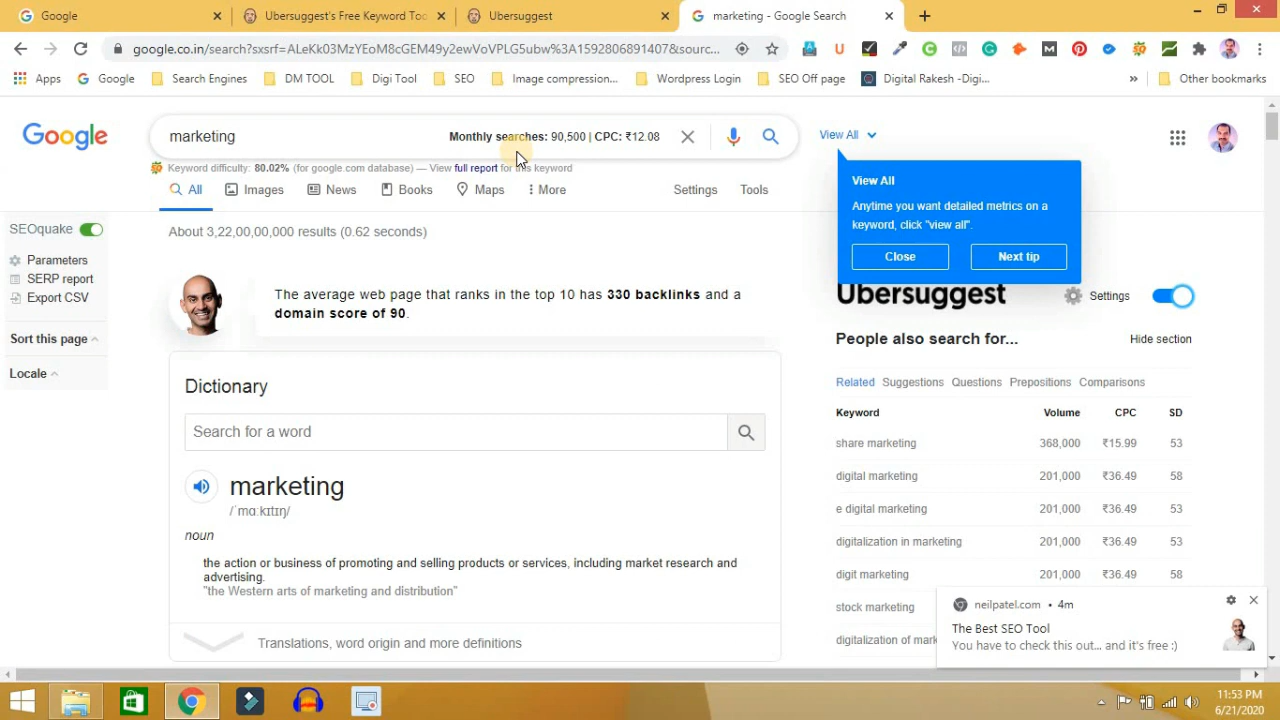 Google
Ubersuggest's Free Keyword Too
Ubersuggest
marketing - Google Search
google.co.in/search?sxsrf=ALeKk03MzYEoM8cGEM49y2ewVoVPLG5ubw%3A1592806891407&sourc...
Apps
Google
Search Engines
DM TOOL
Digi Tool
SEO
Image compression...
Wordpress Login
SEO Off page
Digital Rakesh -Digi...
»
Other bookmarks
Google
marketing
Monthly searches: 90,500 | CPC: ₹12.08
View All
Keyword difficulty: 80.02% (for google.com database) — View full report for this keyword
All
Images
News
Books
Maps
More
Settings
Tools
View All
Anytime you want detailed metrics on a
keyword, click "view all".
Close
Next tip
SEOquake
Parameters
SERP report
Export CSV
Sort this page
Locale
About 3,22,00,00,000 results (0.62 seconds)
The average web page that ranks in the top 10 has 330 backlinks and a
domain score of 90.
Dictionary
Search for a word
marketing
/ˈmɑːkɪtɪŋ/
noun
the action or business of promoting and selling products or services, including market research and
advertising.
"the Western arts of marketing and distribution"
Translations, word origin and more definitions
Ubersuggest
Settings
People also search for...
Hide section
Related Suggestions Questions Prepositions Comparisons
Keyword Volume CPC SD
share marketing 368,000 ₹15.99 53
digital marketing 201,000 ₹36.49 58
e digital marketing 201,000 ₹36.49 53
digitalization in marketing 201,000 ₹36.49 53
digit marketing 201,000 ₹36.49 58
stock marketing
digitalization of mark
neilpatel.com • 4m
The Best SEO Tool
You have to check this out... and it's free :)
11:53 PM
6/21/2020